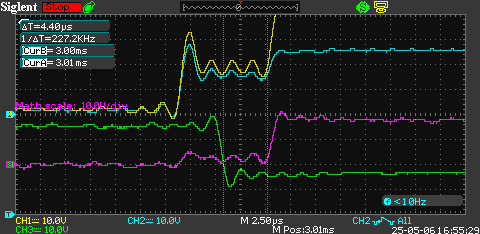 Siglent Stop
ΔT=4.40μs
1/ΔT=227.2KHz
CurB=3.00ms
CurA=3.01ms
Math scale: 10.0V/div
<10Hz
CH1 10.0V CH2 10.0V M 2.50μs CH2 All
CH3 10.0V M Pos:3.01ms 25-05-06 16:55:29